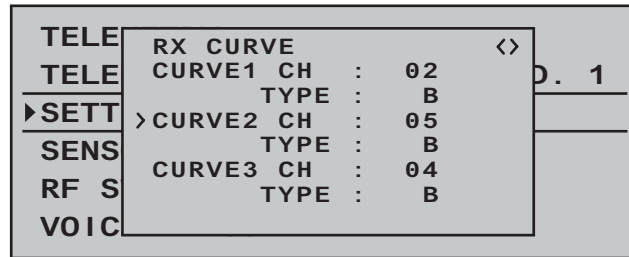 TELE
RX CURVE <>
TELE D. 1
CURVE1 CH : 02
TYPE : B
SETT
>CURVE2 CH : 05
TYPE : B
SENS
CURVE3 CH : 04
TYPE : B
RF S
VOIC